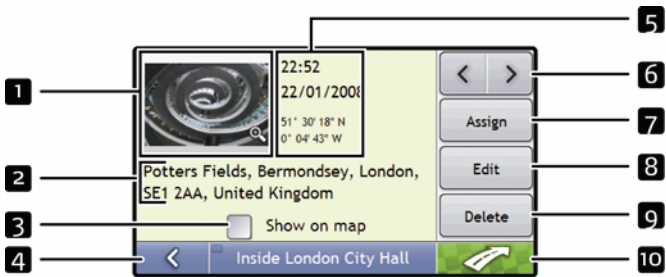 5
1
22:52
22/01/2008
51° 30' 18" N
0° 04' 43" W
6
Assign
7
2
Potters Fields, Bermondsey, London,
SE1 2AA, United Kingdom
Edit
8
3
Show on map
Delete
9
4
Inside London City Hall
10